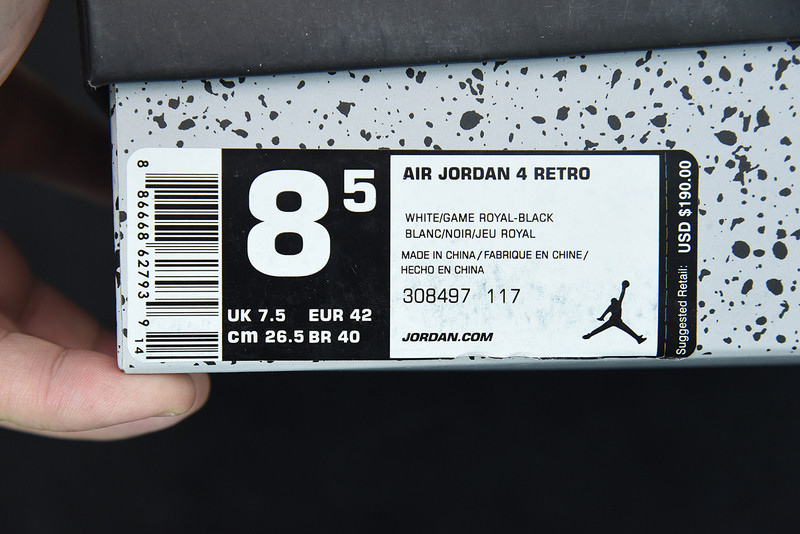 8 86668 62793 9 14
8 5
UK 7.5 EUR 42
cm 26.5 BR 40
AIR JORDAN 4 RETRO
WHITE/GAME ROYAL-BLACK
BLANC/NOIR/JEU ROYAL
MADE IN CHINA/FABRIQUE EN CHINE/
HECHO EN CHINA
308497 117
JORDAN.COM
Suggested Retail: USD $190.00